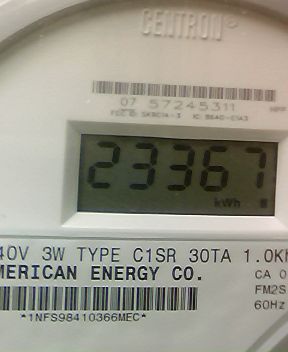 CENTRON®
07 57245311
23367
kWh
40V 3W TYPE C1SR 30TA 1.0Kh
MERICAN ENERGY CO.
CA 0
FM2S
60Hz
*1NFS98410366MEC*